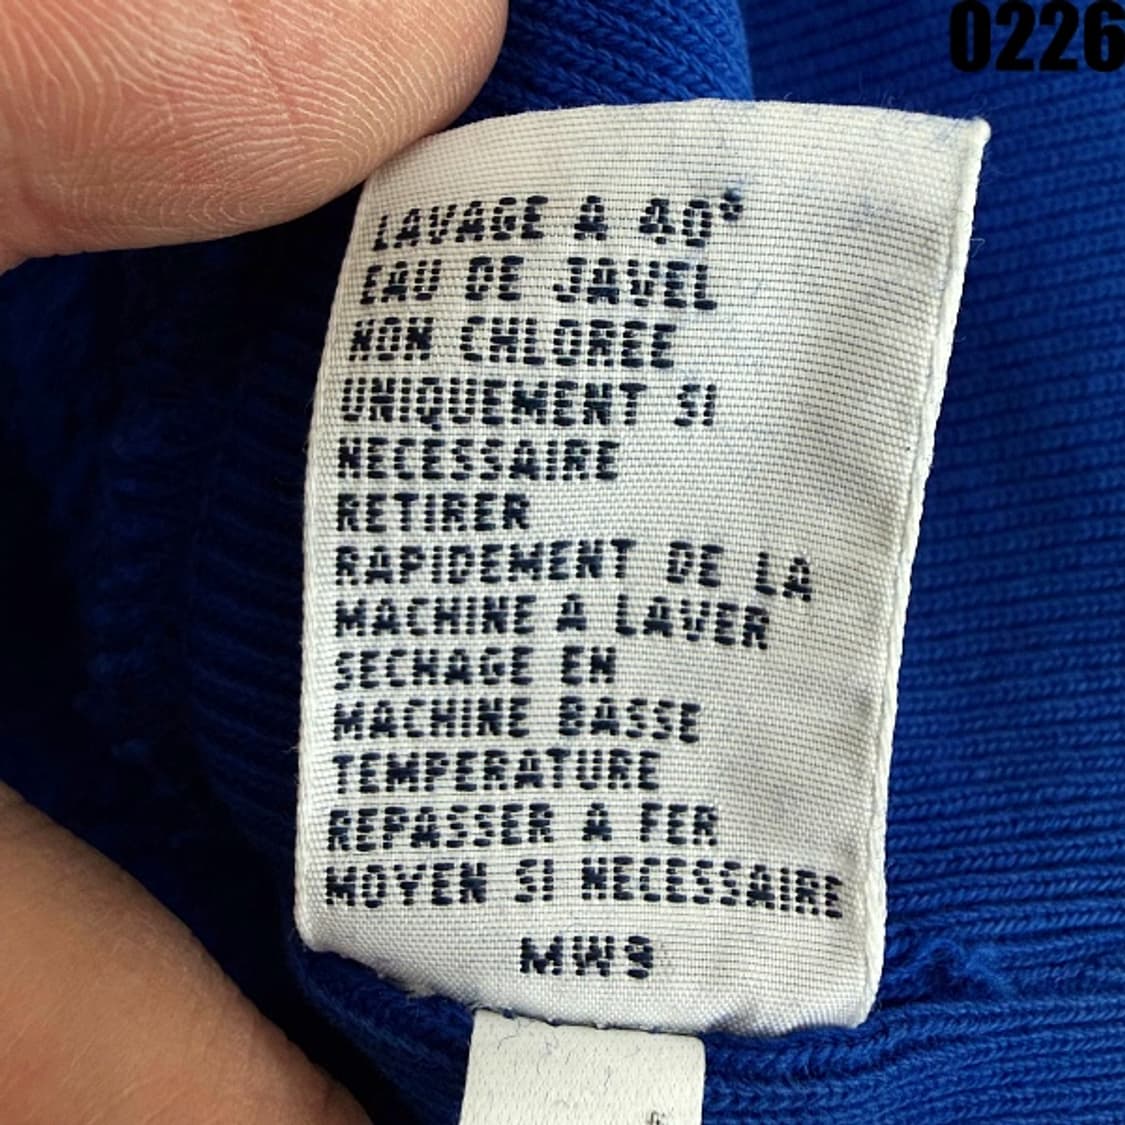 0226
LAVAGE A 40°
EAU DE JAVEL
NON CHLOREE
UNIQUEMENT SI
NECESSAIRE
RETIRER
RAPIDEMENT DE LA
MACHINE A LAVER
SECHAGE EN
MACHINE BASSE
TEMPERATURE
REPASSER A FER
MOYEN SI NECESSAIRE
MW9